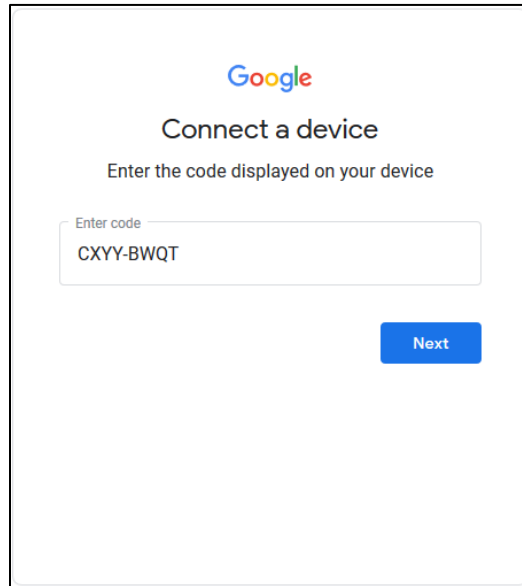 Google
Connect a device
Enter the code displayed on your device
Enter code
CXYY-BWQT
Next